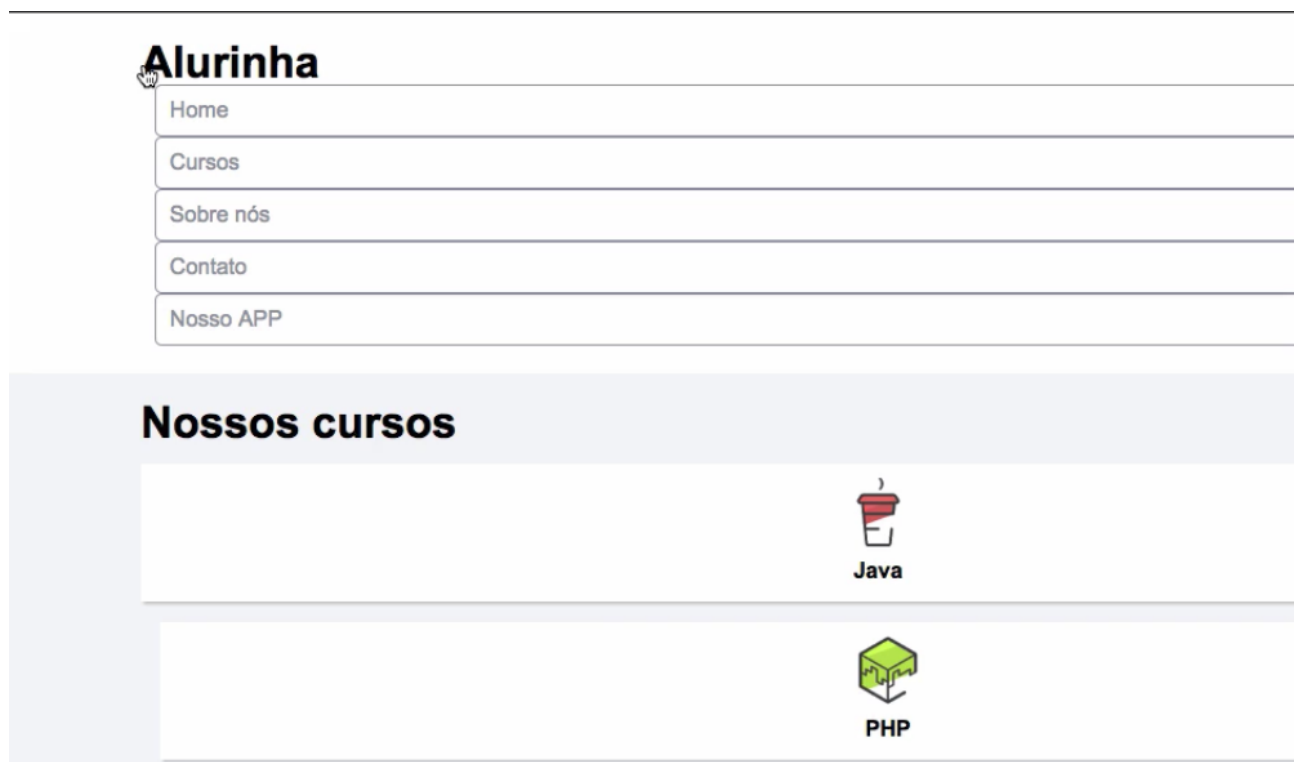 Alurinha
Home
Cursos
Sobre nós
Contato
Nosso APP
Nossos cursos
Java
PHP